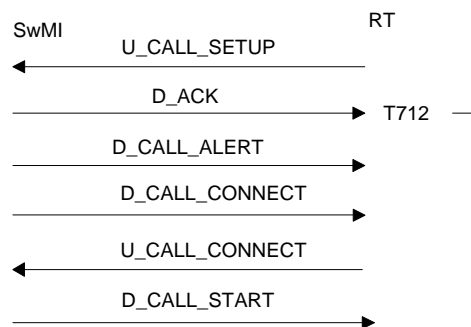 SwMI
RT
U_CALL_SETUP
D_ACK
T712
D_CALL_ALERT
D_CALL_CONNECT
U_CALL_CONNECT
D_CALL_START